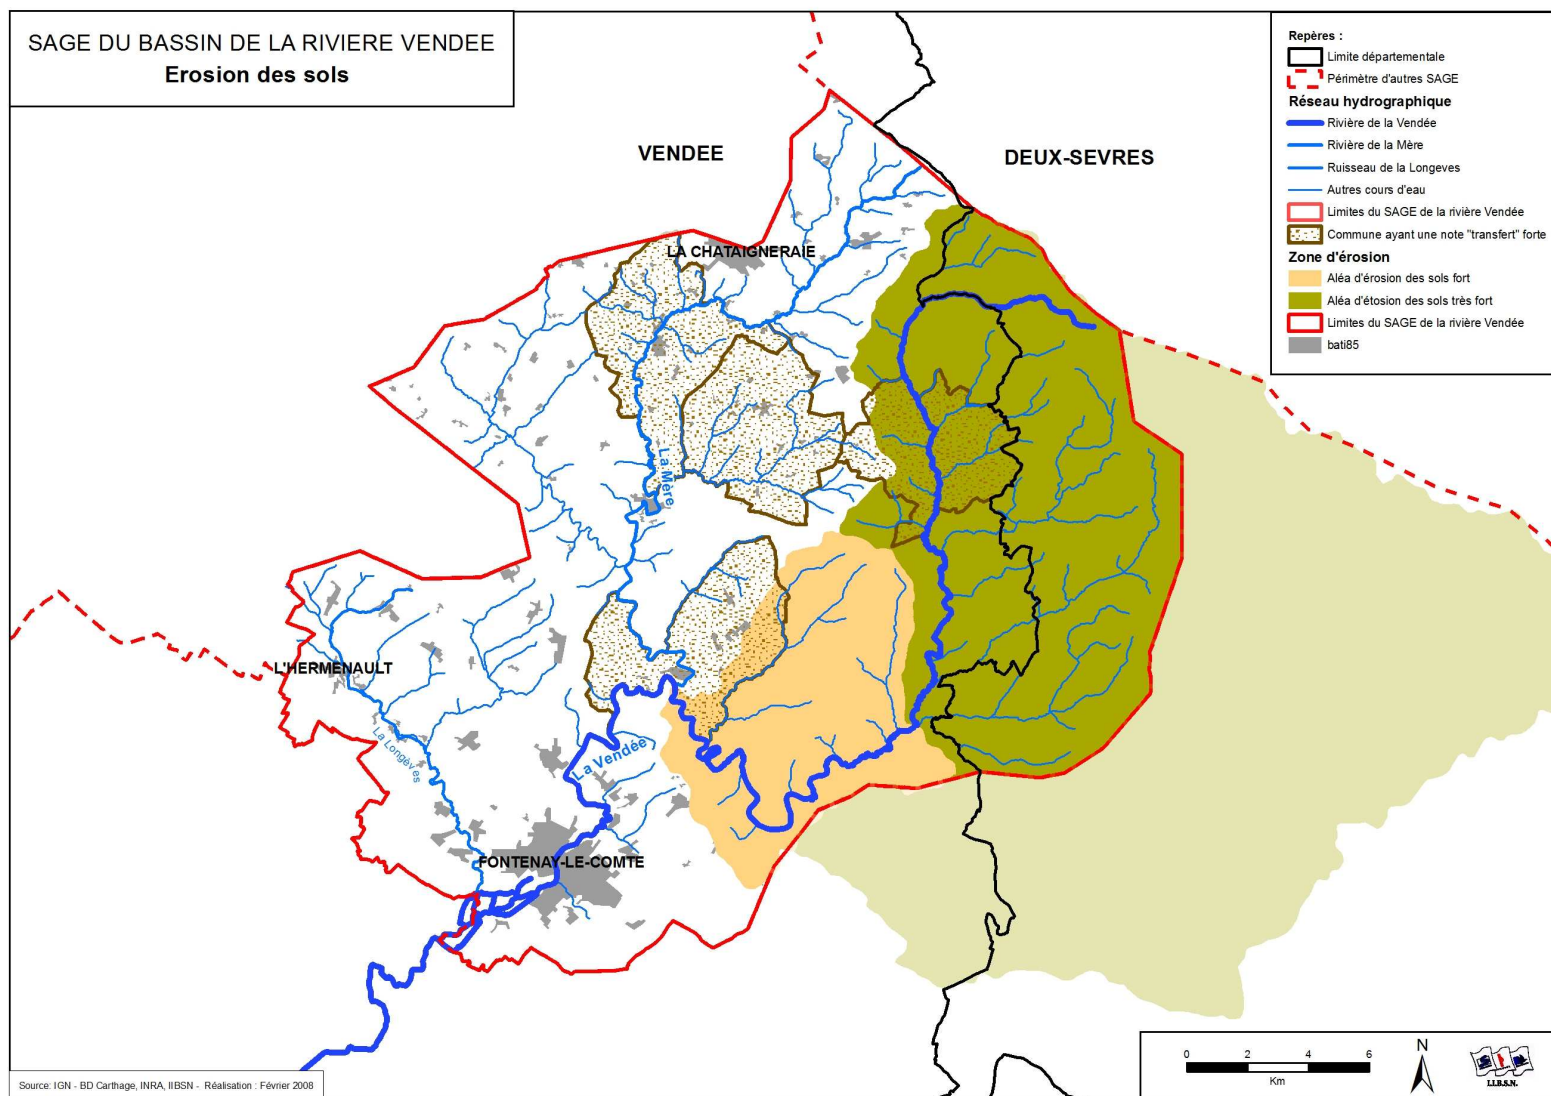 SAGE DU BASSIN DE LA RIVIERE VENDEE
Erosion des sols
VENDEE
DEUX-SEVRES
LA CHATAIGNERAIE
La Mère
L'HERMENAULT
La Longèves
La Vendée
FONTENAY-LE-COMTE
Repères :
Limite départementale
Périmètre d'autres SAGE
Réseau hydrographique
Rivière de la Vendée
Rivière de la Mère
Ruisseau de la Longeves
Autres cours d'eau
Limites du SAGE de la rivière Vendée
Commune ayant une note "transfert" forte
Zone d'érosion
Aléa d'érosion des sols fort
Aléa d'étosion des sols très fort
Limites du SAGE de la rivière Vendée
bati85
0 2 4 6
Km
N
I.I.B.S.N.
Source: IGN - BD Carthage, INRA, IIBSN - Réalisation : Février 2008